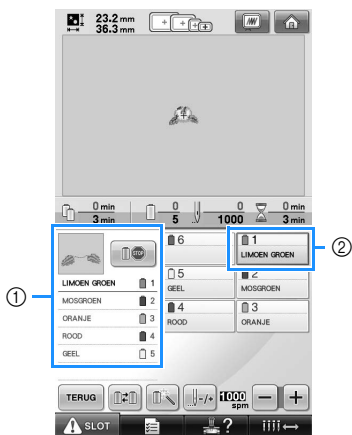 23.2 mm
36.3 mm
0 min
3 min
0
5
0
1000
0 min
3 min
LIMOEN GROEN 1
MOSGROEN 2
ORANJE 3
ROOD 4
GEEL 5
6
1
LIMOEN GROEN
5
GEEL
2
MOSGROEN
4
ROOD
3
ORANJE
STOP
①
②
TERUG
-/+
1000
spm
−
+
SLOT
?